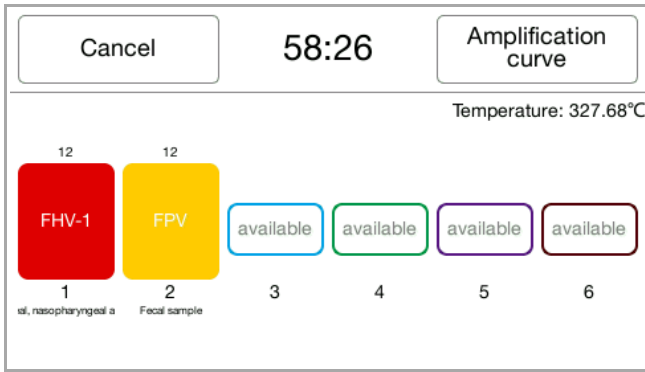 Cancel
58:26
Amplification
curve
Temperature: 327.68℃
12
12
FHV-1
FPV
available
available
available
available
1
2
3
4
5
6
al, nasopharyngeal a
Fecal sample